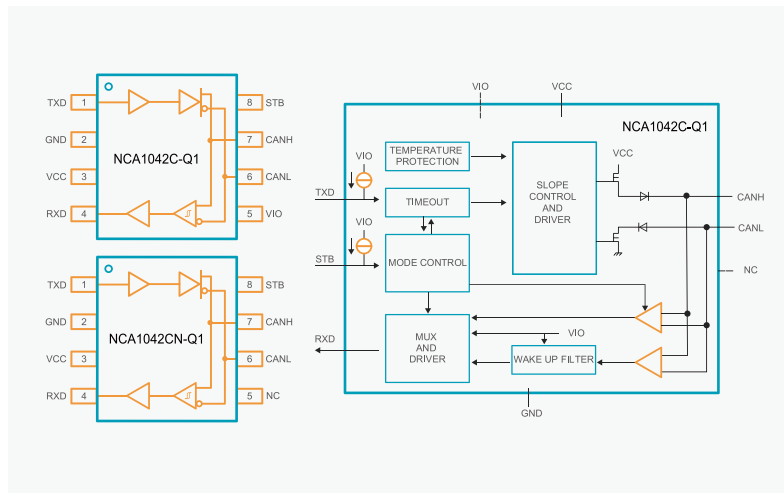 TXD 1
8 STB
GND 2
7 CANH
NCA1042C-Q1
VCC 3
6 CANL
RXD 4
5 VIO
TXD 1
8 STB
GND 2
7 CANH
NCA1042CN-Q1
VCC 3
6 CANL
RXD 4
5 NC
VIO
VCC
NCA1042C-Q1
VIO
TEMPERATURE
PROTECTION
VCC
TXD
TIMEOUT
SLOPE
CONTROL
AND
DRIVER
CANH
VIO
CANL
STB
MODE CONTROL
NC
RXD
MUX
AND
DRIVER
VIO
WAKE UP FILTER
GND